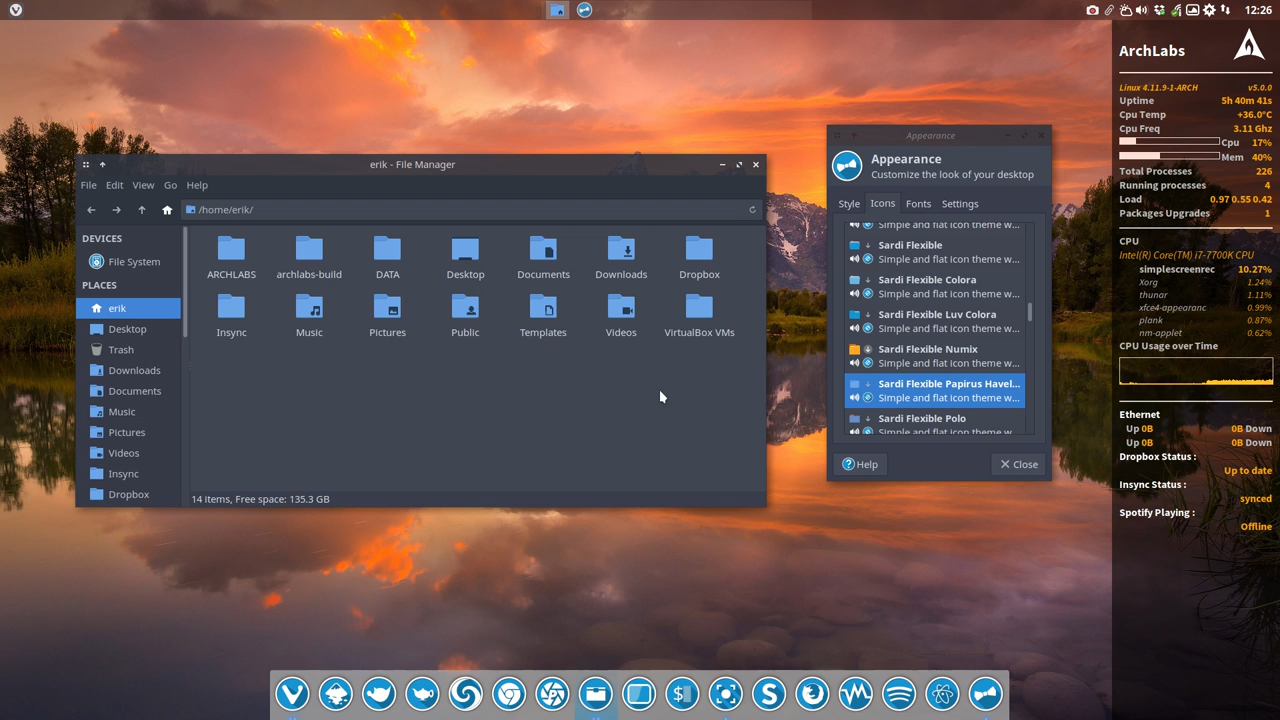 12:26
erik - File Manager
File Edit View Go Help
/home/erik/
DEVICES
File System
PLACES
erik
Desktop
Trash
Downloads
Documents
Music
Pictures
Videos
Insync
Dropbox
ARCHLABS archlabs-build DATA Desktop Documents Downloads Dropbox
Insync Music Pictures Public Templates Videos VirtualBox VMs
14 items, Free space: 135.3 GB
Appearance
Appearance
Customize the look of your desktop
Style Icons Fonts Settings
Simple and flat icon theme w...
Sardi Flexible
Simple and flat icon theme w...
Sardi Flexible Colora
Simple and flat icon theme w...
Sardi Flexible Luv Colora
Simple and flat icon theme w...
Sardi Flexible Numix
Simple and flat icon theme w...
Sardi Flexible Papirus Havel...
Simple and flat icon theme w...
Sardi Flexible Polo
Simple and flat icon theme w...
Help Close
ArchLabs
Linux 4.11.9-1-ARCH v5.0.0
Uptime 5h 40m 41s
Cpu Temp +36.0°C
Cpu Freq 3.11 Ghz
Cpu 17%
Mem 40%
Total Processes 226
Running processes 4
Load 0.97 0.55 0.42
Packages Upgrades 1
CPU
Intel(R) Core(TM) i7-7700K CPU
simplescreenrec 10.27%
Xorg 1.24%
thunar 1.11%
xfce4-appearanc 0.99%
plank 0.87%
nm-applet 0.62%
CPU Usage over Time
Ethernet
Up 0B 0B Down
Up 0B 0B Down
Dropbox Status :
Up to date
Insync Status :
synced
Spotify Playing :
Offline